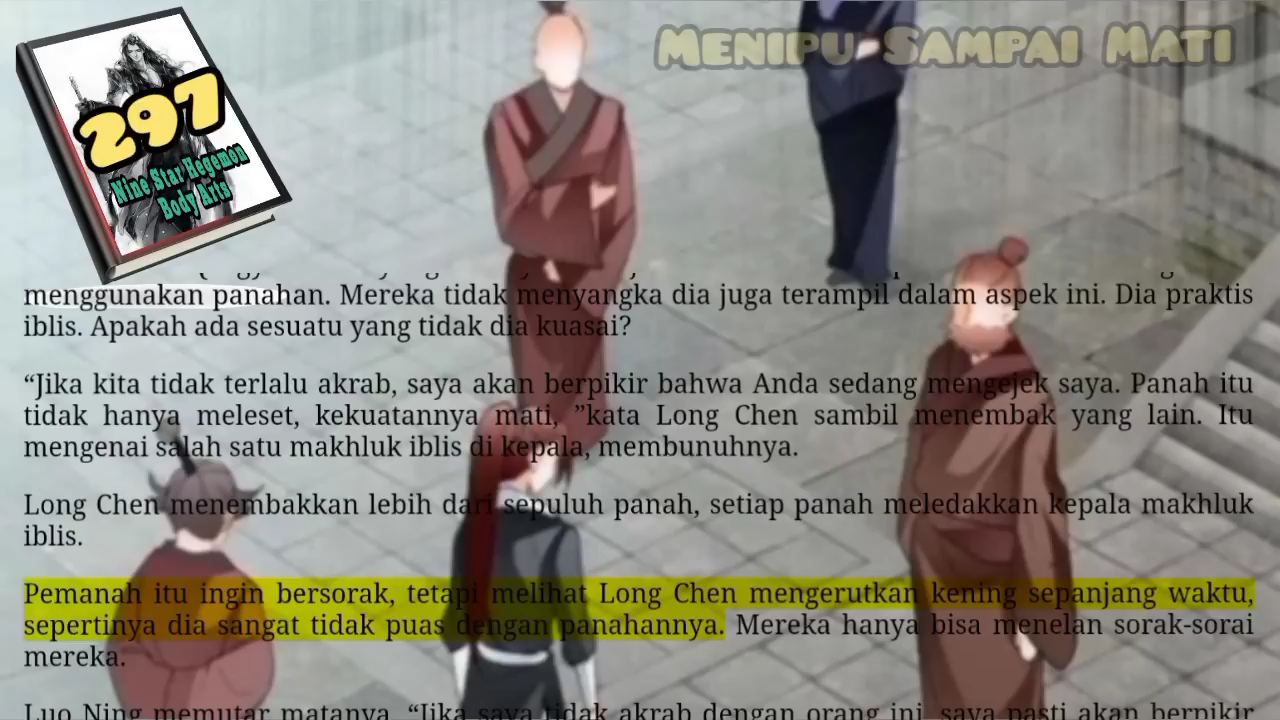 MENIPU SAMPAI MATI
297
Nine Star Hegemon
Body Arts
menggunakan panahan. Mereka tidak menyangka dia juga terampil dalam aspek ini. Dia praktis
iblis. Apakah ada sesuatu yang tidak dia kuasai?
“Jika kita tidak terlalu akrab, saya akan berpikir bahwa Anda sedang mengejek saya. Panah itu
tidak hanya meleset, kekuatannya mati, ”kata Long Chen sambil menembak yang lain. Itu
mengenai salah satu makhluk iblis di kepala, membunuhnya.
Long Chen menembakkan lebih dari sepuluh panah, setiap panah meledakkan kepala makhluk
iblis.
Pemanah itu ingin bersorak, tetapi melihat Long Chen mengerutkan kening sepanjang waktu,
sepertinya dia sangat tidak puas dengan panahannya. Mereka hanya bisa menelan sorak-sorai
mereka.
Luo Ning memutar matanya. “Jika saya tidak akrab dengan orang ini, saya pasti akan berpikir